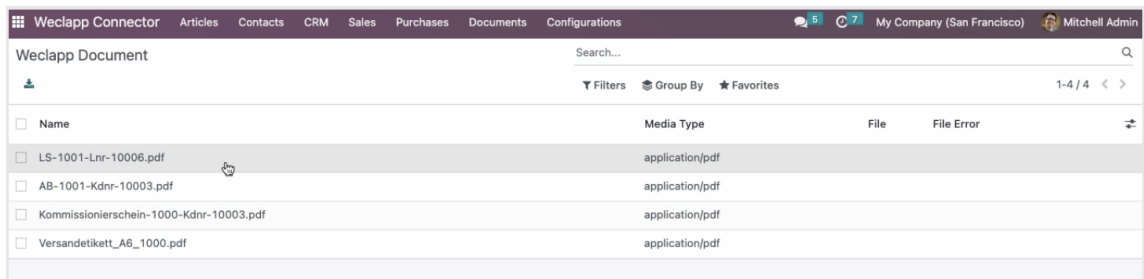 Weclapp Connector Articles Contacts CRM Sales Purchases Documents Configurations 5 7 My Company (San Francisco) Mitchell Admin
Weclapp Document Search...
Filters Group By Favorites 1-4 / 4
Name Media Type File File Error
LS-1001-Lnr-10006.pdf application/pdf
AB-1001-Kdnr-10003.pdf application/pdf
Kommissionierschein-1000-Kdnr-10003.pdf application/pdf
Versandetikett_A6_1000.pdf application/pdf